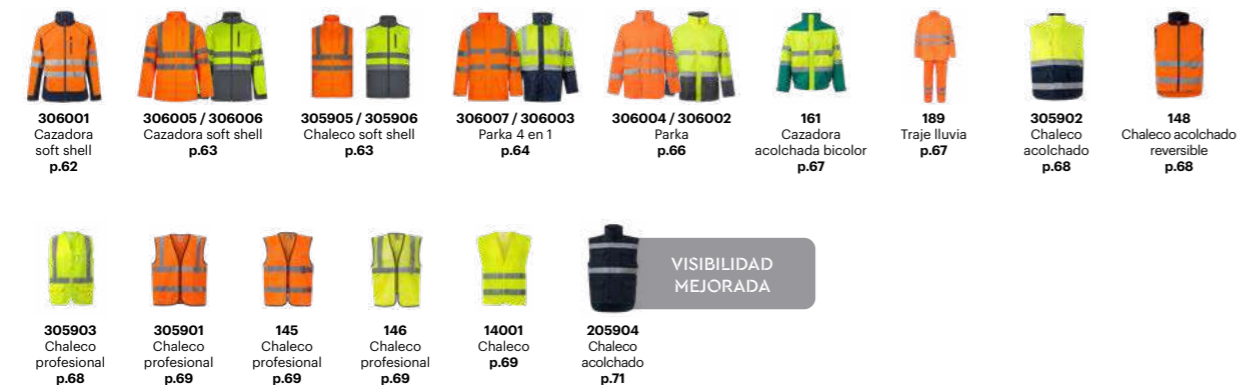 306001
Cazadora
soft shell
p.62
306005 / 306006
Cazadora soft shell
p.63
305905 / 305906
Chaleco soft shell
p.63
306007 / 306003
Parka 4 en 1
p.64
306004 / 306002
Parka
p.66
161
Cazadora
acolchada bicolor
p.67
189
Traje lluvia
p.67
305902
Chaleco
acolchado
p.68
148
Chaleco acolchado
reversible
p.68
305903
Chaleco
profesional
p.68
305901
Chaleco
profesional
p.69
145
Chaleco
profesional
p.69
146
Chaleco
profesional
p.69
14001
Chaleco
p.69
205904
Chaleco
acolchado
p.71
VISIBILIDAD
MEJORADA